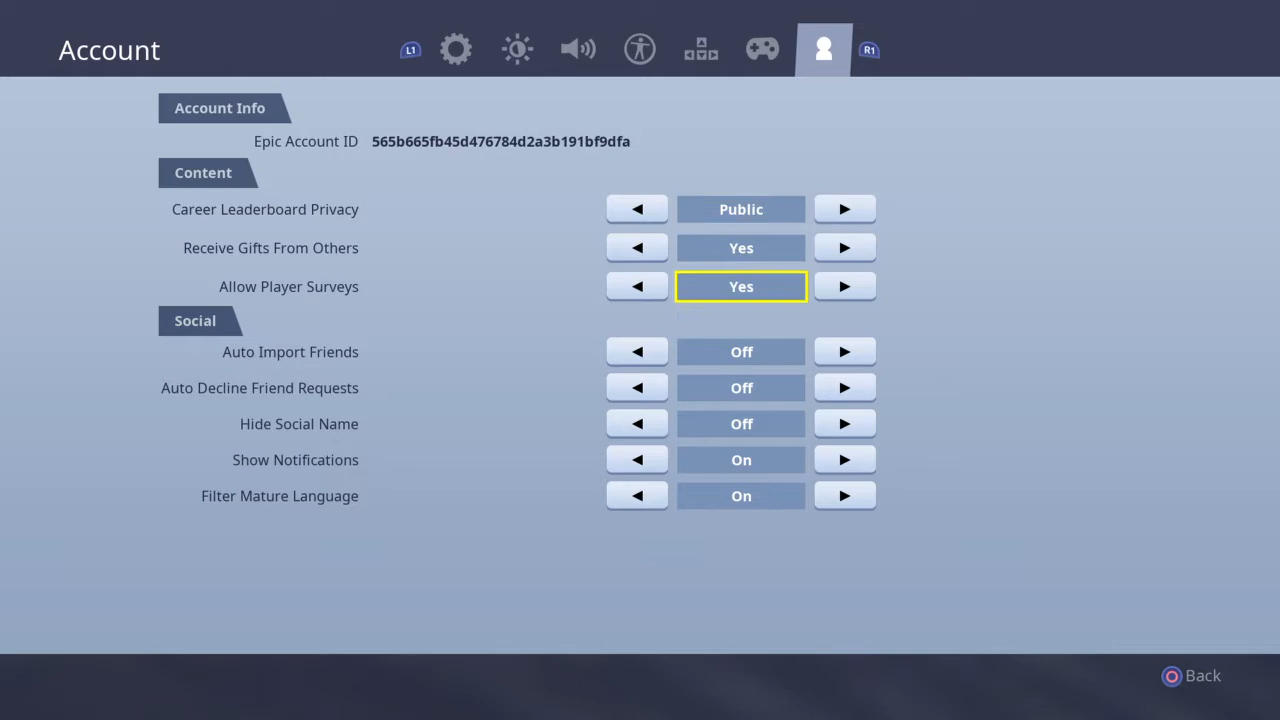 Account
L1
R1
Account Info
Epic Account ID 565b665fb45d476784d2a3b191bf9dfa
Content
Career Leaderboard Privacy Public
Receive Gifts From Others Yes
Allow Player Surveys Yes
Social
Auto Import Friends Off
Auto Decline Friend Requests Off
Hide Social Name Off
Show Notifications On
Filter Mature Language On
Back